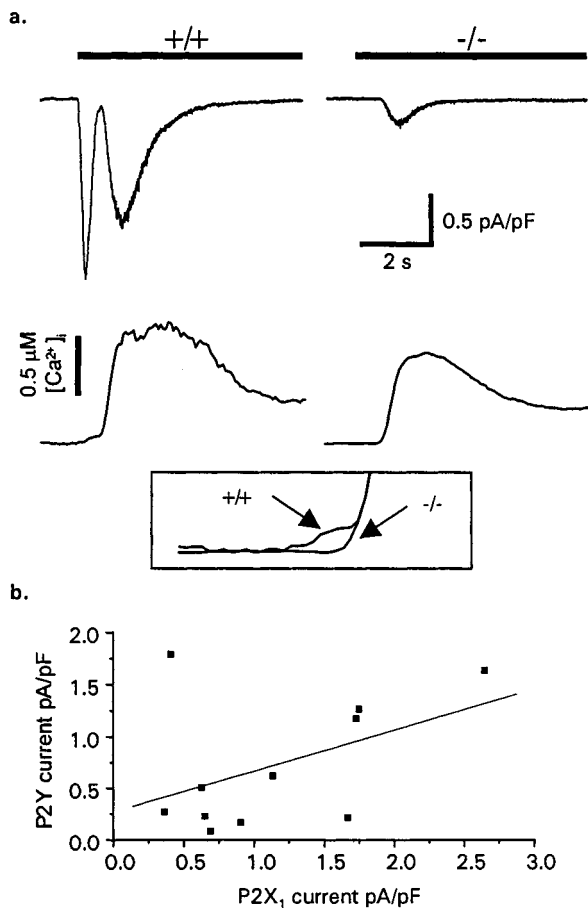 a.
+/+ -/-
0.5 pA/pF
2 s
0.5 µM
[Ca²⁺]i
+/+
-/-
b.
P2Y current pA/pF
2.0
1.5
1.0
0.5
0.0
0.0 0.5 1.0 1.5 2.0 2.5 3.0
P2X₁ current pA/pF